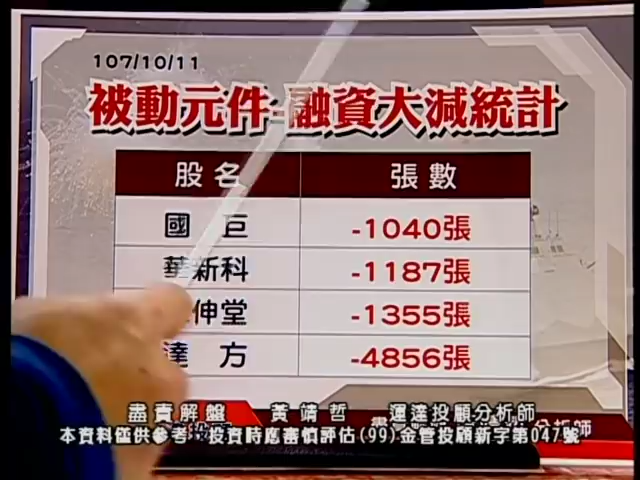 107/10/11
被動元件-融資大減統計
股名 張數
國巨 -1040張
華新科 -1187張
伸堂 -1355張
達方 -4856張
盡責解盤 黃靖哲 運達投顧分析師
本資料僅供參考,投資時應審慎評估(99)金管投顧新字第047號
析師